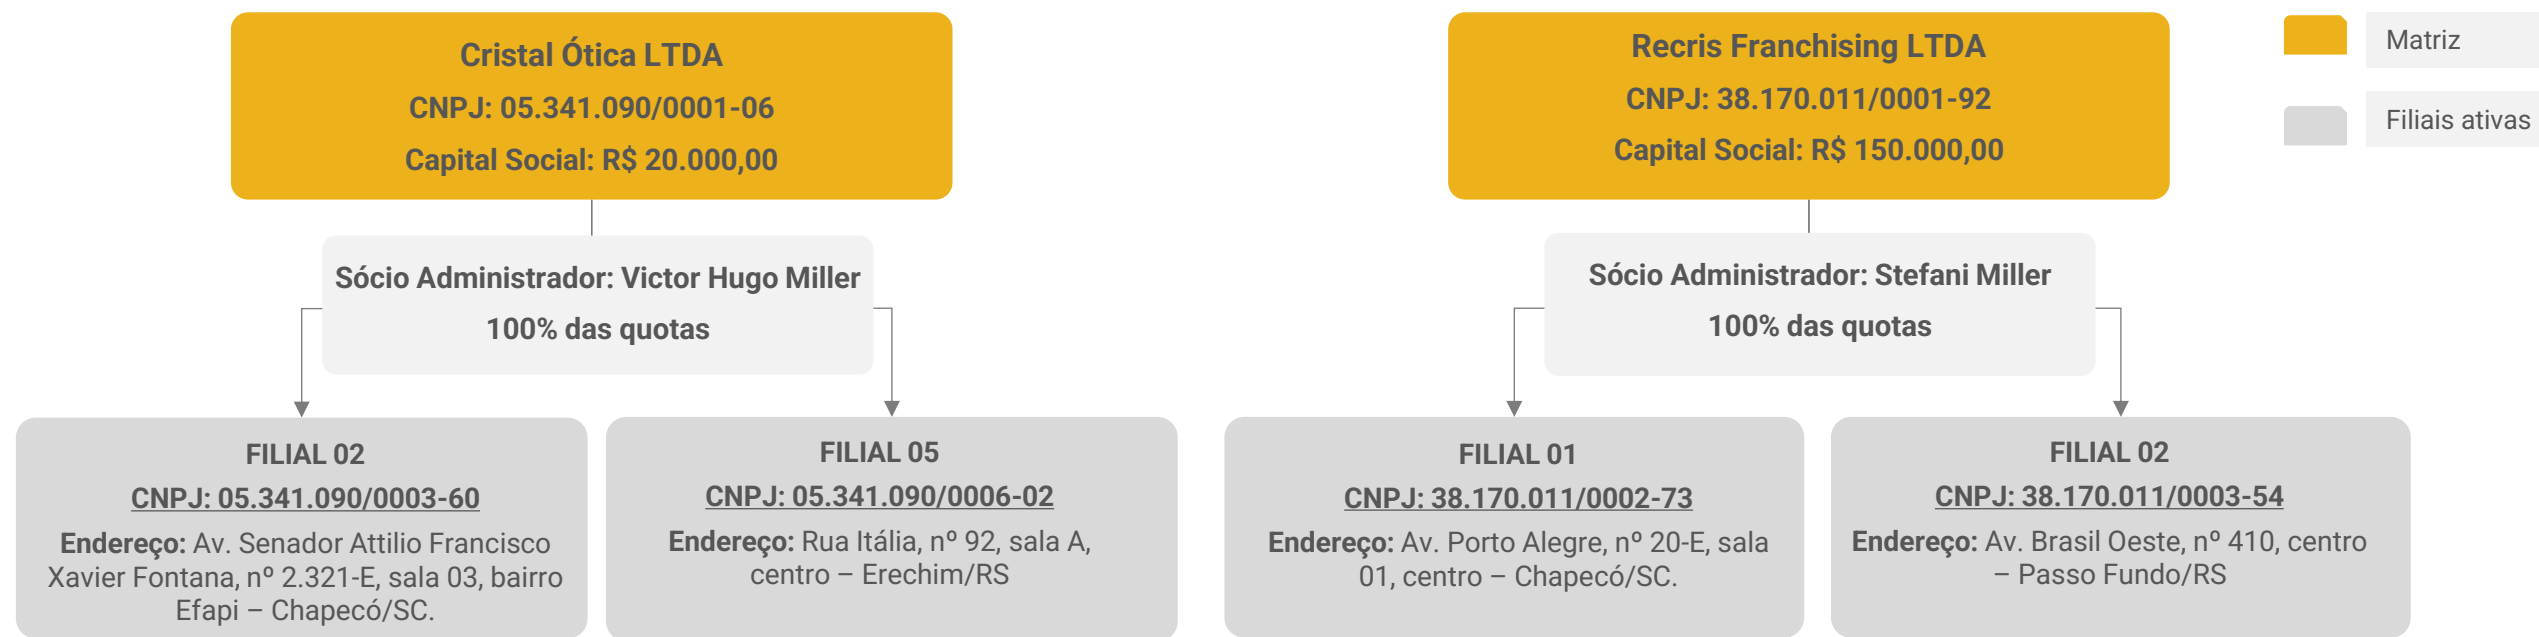 Cristal Ótica LTDA
CNPJ: 05.341.090/0001-06
Capital Social: R$ 20.000,00
Recris Franchising LTDA
CNPJ: 38.170.011/0001-92
Capital Social: R$ 150.000,00
Matriz
Filiais ativas
Sócio Administrador: Victor Hugo Miller
100% das quotas
Sócio Administrador: Stefani Miller
100% das quotas
FILIAL 02
CNPJ: 05.341.090/0003-60
Endereço: Av. Senador Attilio Francisco
Xavier Fontana, nº 2.321-E, sala 03, bairro
Efapi – Chapecó/SC.
FILIAL 05
CNPJ: 05.341.090/0006-02
Endereço: Rua Itália, nº 92, sala A,
centro – Erechim/RS
FILIAL 01
CNPJ: 38.170.011/0002-73
Endereço: Av. Porto Alegre, nº 20-E, sala
01, centro – Chapecó/SC.
FILIAL 02
CNPJ: 38.170.011/0003-54
Endereço: Av. Brasil Oeste, nº 410, centro
– Passo Fundo/RS